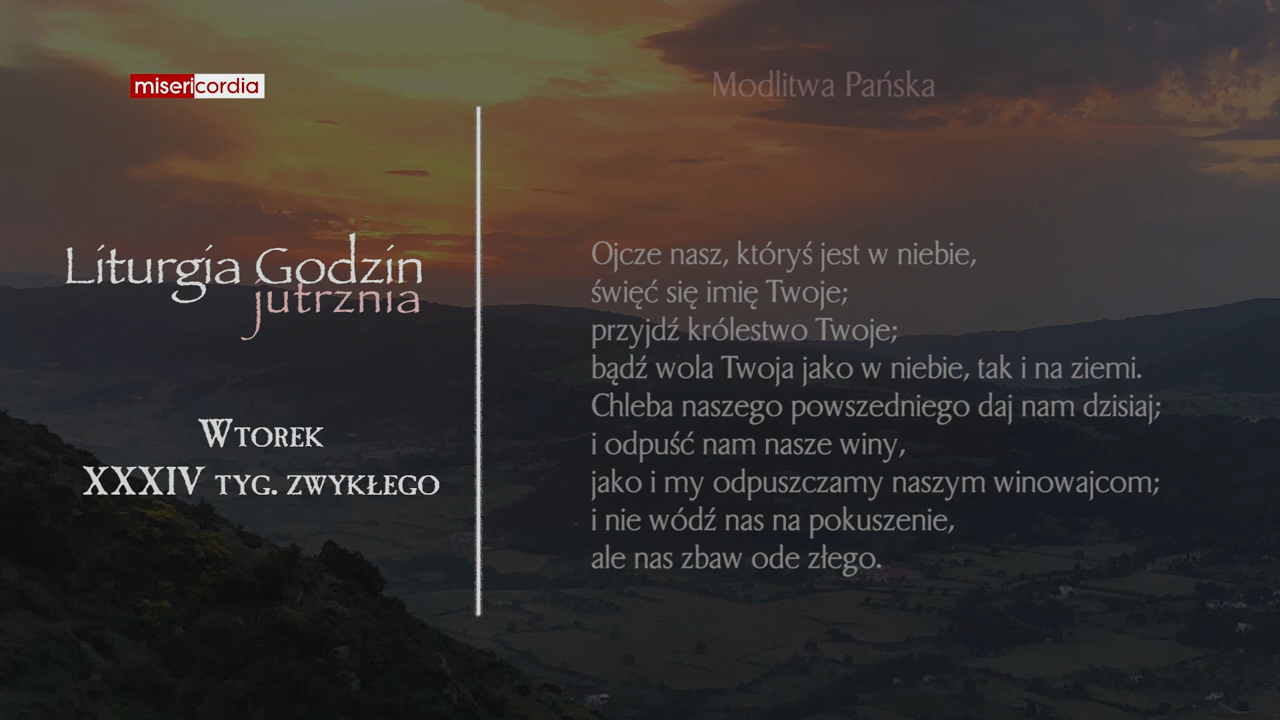 misericordia
Liturgia Godzin
jutrznia
Wtorek
XXXIV tyg. zwykłego
Modlitwa Pańska
Ojcze nasz, któryś jest w niebie,
święć się imię Twoje;
przyjdź królestwo Twoje;
bądź wola Twoja jako w niebie, tak i na ziemi.
Chleba naszego powszedniego daj nam dzisiaj;
i odpuść nam nasze winy,
jako i my odpuszczamy naszym winowajcom;
i nie wódź nas na pokuszenie,
ale nas zbaw ode złego.